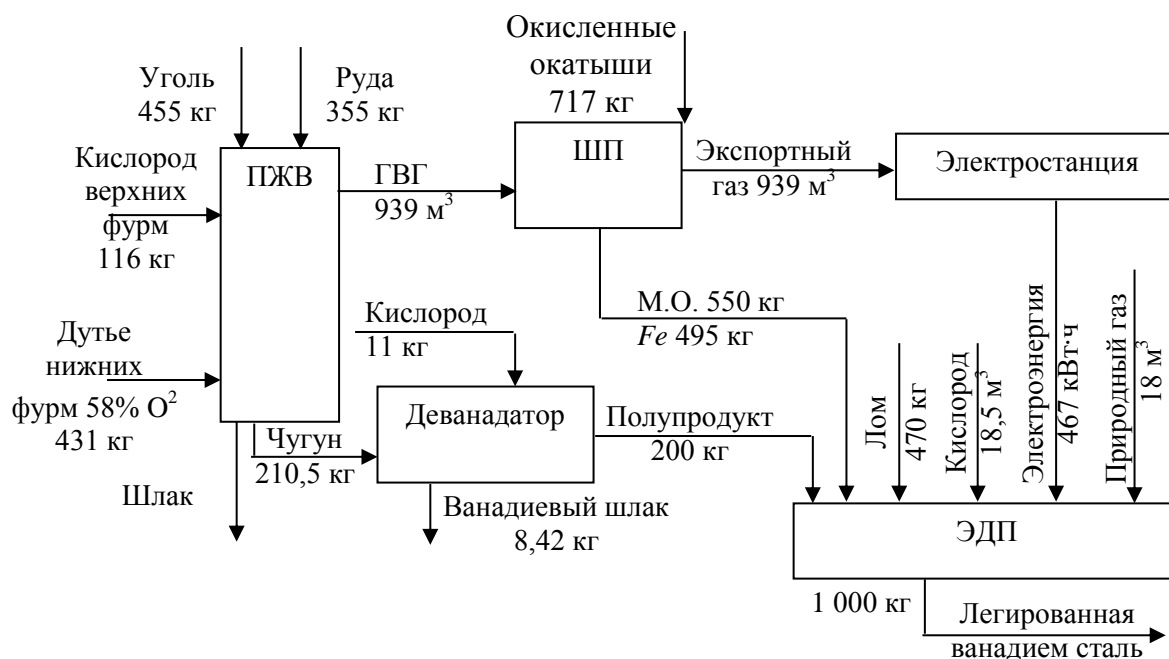 Уголь
455 кг
Руда
355 кг
Окисленные
окатыши
717 кг
Кислород
верхних
фурм
116 кг
ПЖВ
ГВГ
939 м³
ШП
Экспортный
газ 939 м³
Электростанция
Дутье
нижних
фурм 58% О²
431 кг
Кислород
11 кг
М.О. 550 кг
Fe 495 кг
Чугун
210,5 кг
Деванадатор
Полупродукт
200 кг
Лом
470 кг
Кислород
18,5 м³
Электроэнергия
467 кВт·ч
Природный газ
18 м³
Шлак
Ванадиевый шлак
8,42 кг
ЭДП
1 000 кг
Легированная
ванадием сталь